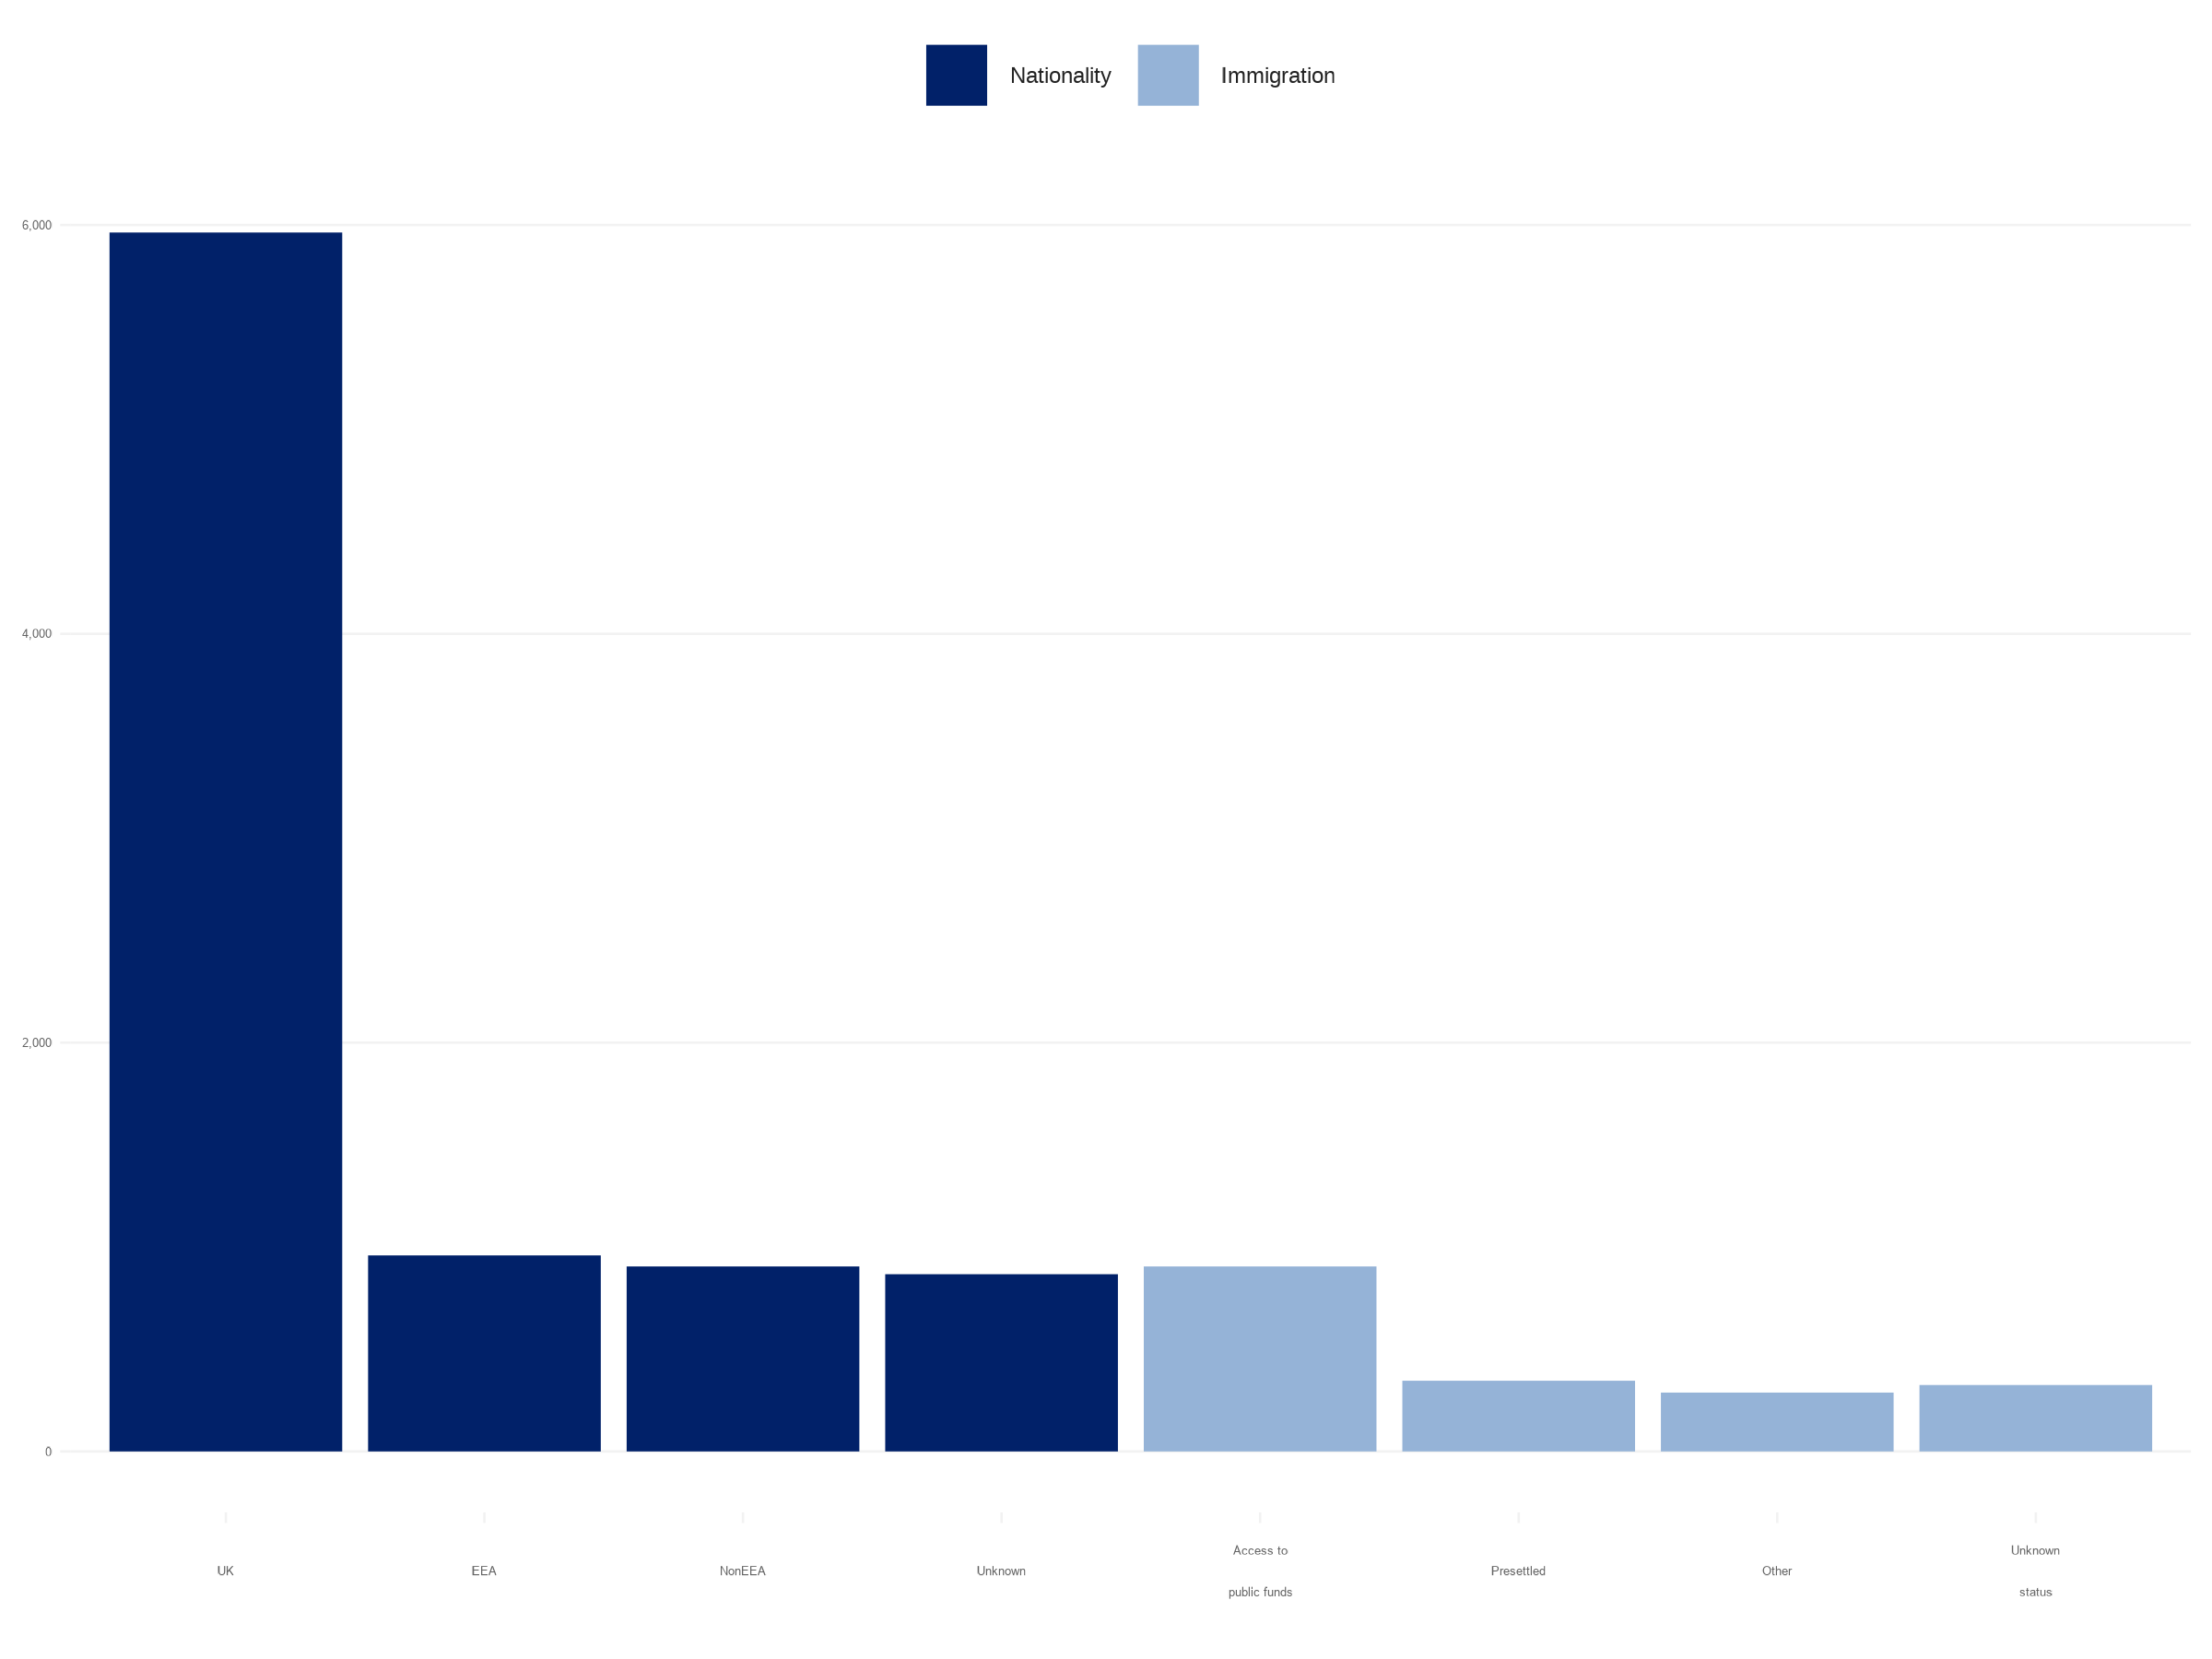 Nationality
Immigration
6,000
4,000
2,000
0
UK
EEA
NonEEA
Unknown
Access to
public funds
Presettled
Other
Unknown
status